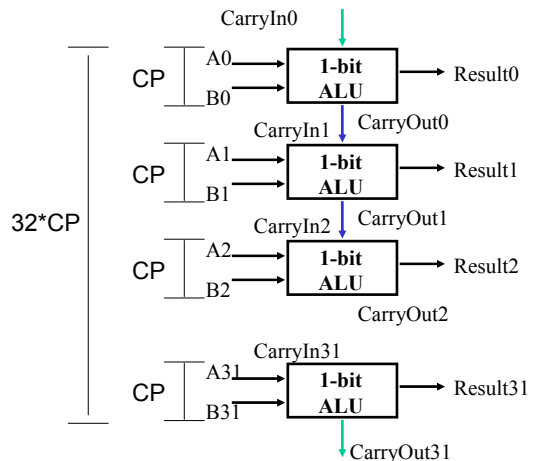 CarryIn0
CP
A0
B0
1-bit
ALU
Result0
CarryIn1
CarryOut0
CP
A1
B1
1-bit
ALU
Result1
32*CP
CarryIn2
CarryOut1
CP
A2
B2
1-bit
ALU
Result2
CarryOut2
CarryIn31
CP
A31
B31
1-bit
ALU
Result31
CarryOut31